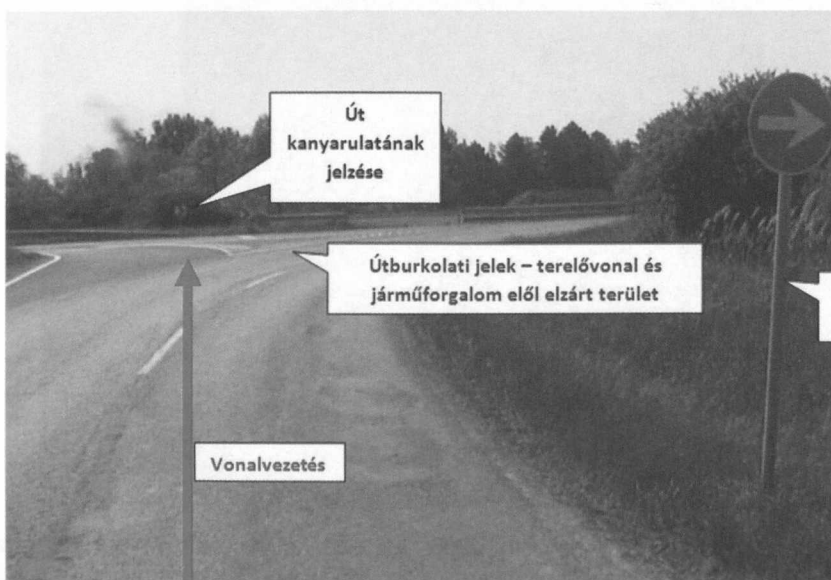 Út
kanyarulatának
jelzése
Útburkolati jelek – terelővonal és
járműforgalom elől elzárt terület
Vonalvezetés